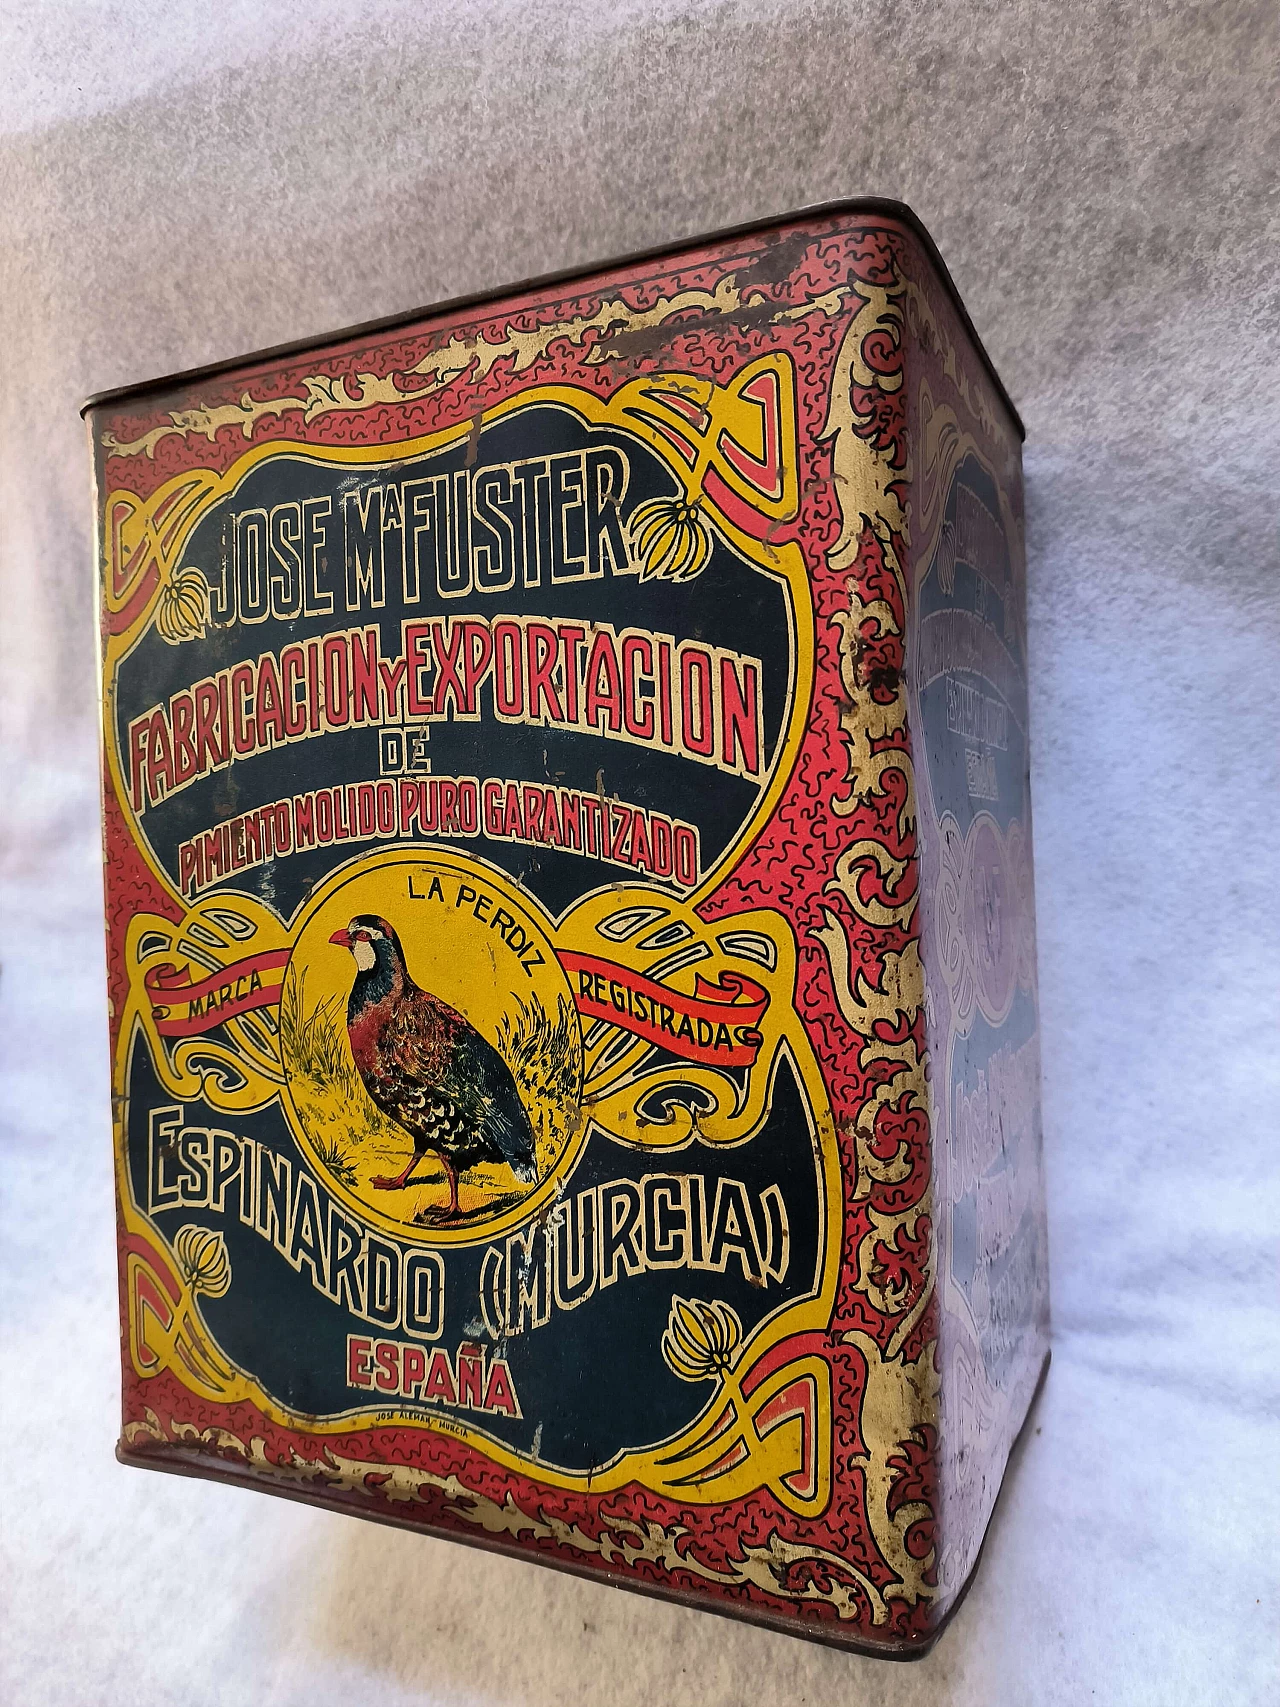 JOSE Mª FUSTER
FABRICACION Y EXPORTACION
DE
PIMIENTO MOLIDO PURO GARANTIZADO
LA PERDIZ
MARCA REGISTRADA
ESPINARDO (MURCIA)
ESPAÑA
JOSE ALEMAN - MURCIA